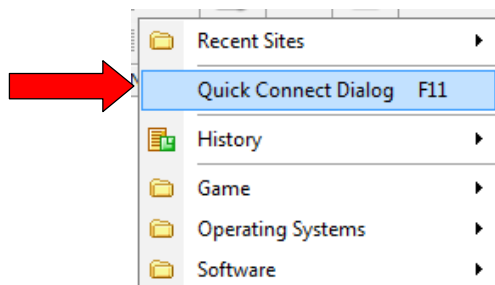 Recent Sites
Quick Connect Dialog F11
History
Game
Operating Systems
Software